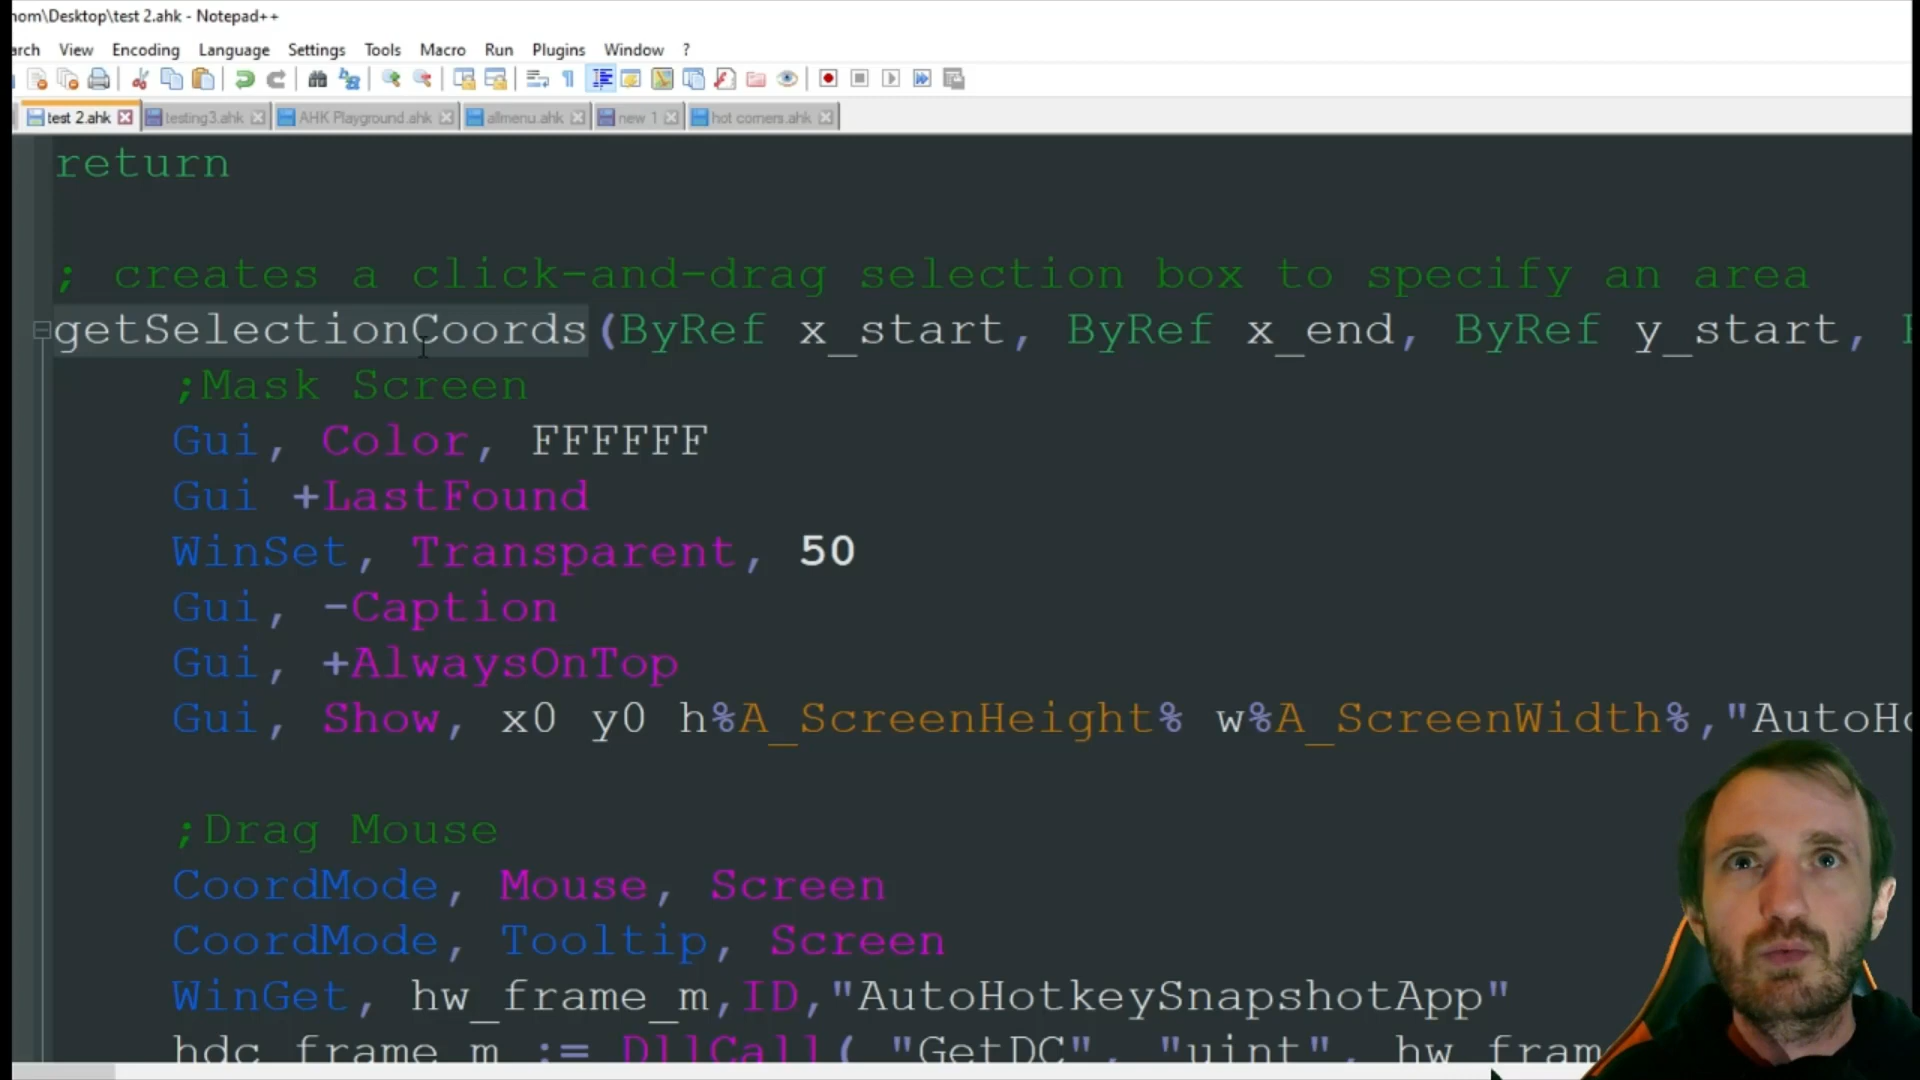 nom\Desktop\test 2.ahk - Notepad++
arch View Encoding Language Settings Tools Macro Run Plugins Window ?
test 2.ahk testing3.ahk AHK Playground.ahk allmenu.ahk new 1 hot corners.ahk
return
; creates a click-and-drag selection box to specify an area
getSelectionCoords(ByRef x_start, ByRef x_end, ByRef y_start,
;Mask Screen
Gui, Color, FFFFFF
Gui +LastFound
WinSet, Transparent, 50
Gui, -Caption
Gui, +AlwaysOnTop
Gui, Show, x0 y0 h%A_ScreenHeight% w%A_ScreenWidth%,"AutoHo
;Drag Mouse
CoordMode, Mouse, Screen
CoordMode, Tooltip, Screen
WinGet, hw_frame_m,ID,"AutoHotkeySnapshotApp"
hdc_frame_m := DllCall( "GetDC", "uint", hw_fram